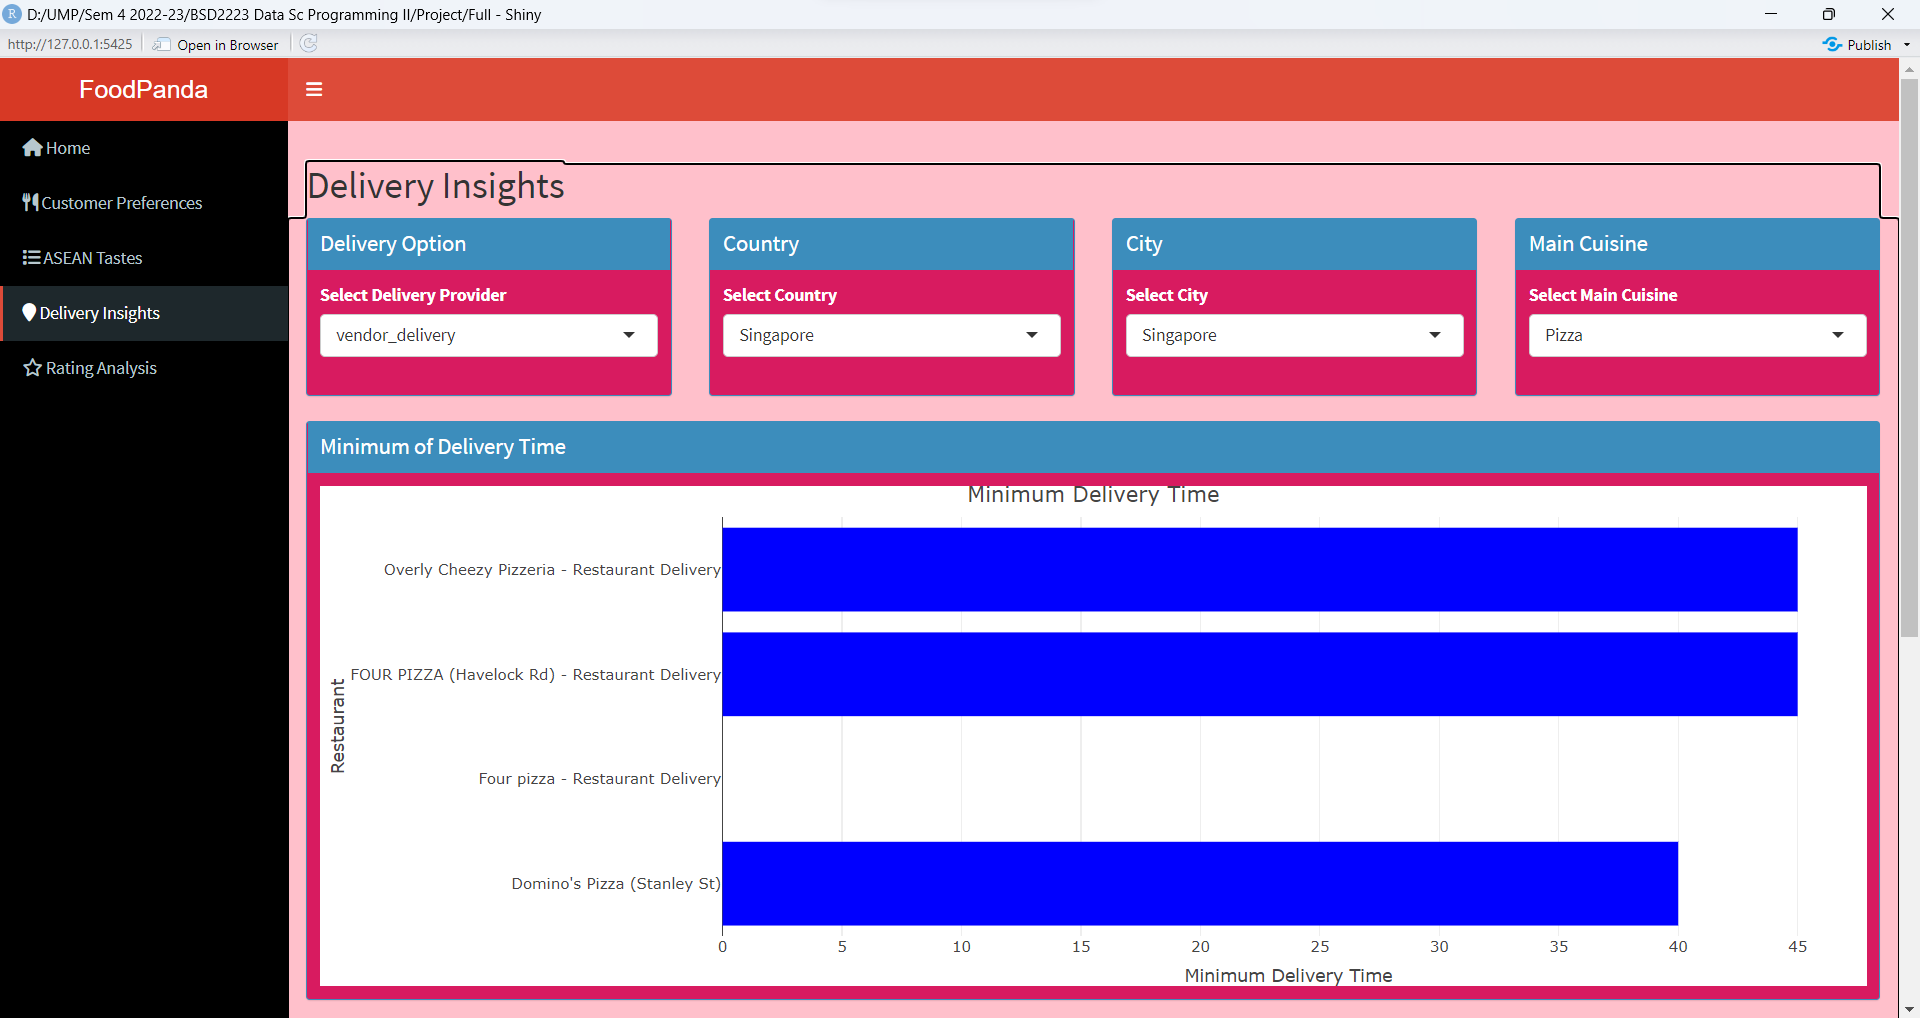 R D:/UMP/Sem 4 2022-23/BSD2223 Data Sc Programming II/Project/Full - Shiny
http://127.0.0.1:5425 Open in Browser Publish
FoodPanda
Home
Customer Preferences
ASEAN Tastes
Delivery Insights
Rating Analysis
Delivery Insights
Delivery Option
Select Delivery Provider
vendor_delivery
Country
Select Country
Singapore
City
Select City
Singapore
Main Cuisine
Select Main Cuisine
Pizza
Minimum of Delivery Time
Minimum Delivery Time
Restaurant
Overly Cheezy Pizzeria - Restaurant Delivery
FOUR PIZZA (Havelock Rd) - Restaurant Delivery
Four pizza - Restaurant Delivery
Domino's Pizza (Stanley St)
0 5 10 15 20 25 30 35 40 45
Minimum Delivery Time